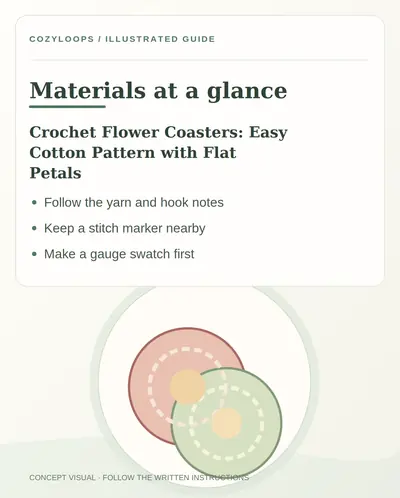 COZYLOOPS / ILLUSTRATED GUIDE
Materials at a glance
Crochet Flower Coasters: Easy
Cotton Pattern with Flat
Petals
• Follow the yarn and hook notes
• Keep a stitch marker nearby
• Make a gauge swatch first
CONCEPT VISUAL · FOLLOW THE WRITTEN INSTRUCTIONS